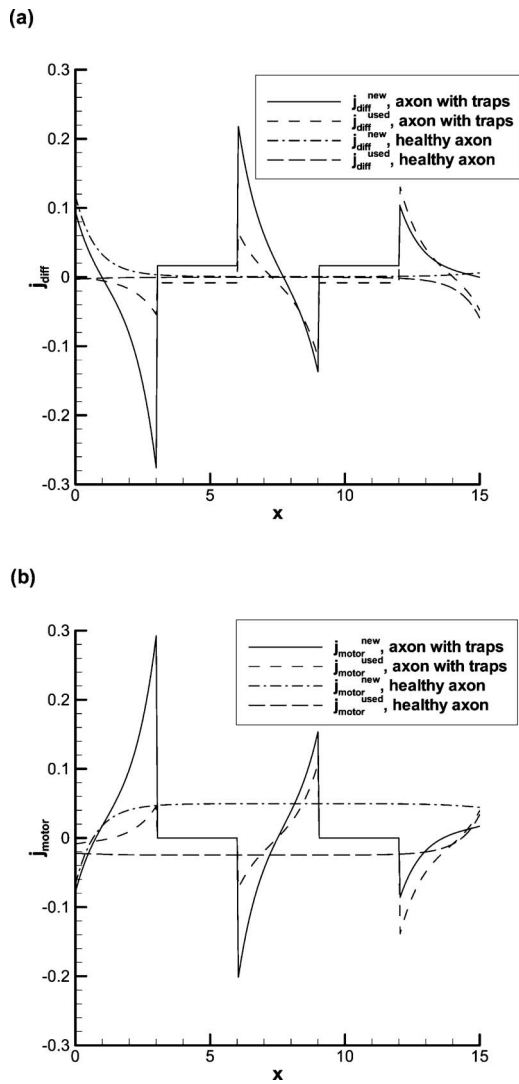 (a)
0.3
0.2
0.1
0
-0.1
-0.2
-0.3
j_diff
j_diff^new, axon with traps
j_diff^used, axon with traps
j_diff^new, healthy axon
j_diff^used, healthy axon
0 5 10 15
x
(b)
0.3
0.2
0.1
0
-0.1
-0.2
-0.3
j_motor
j_motor^new, axon with traps
j_motor^used, axon with traps
j_motor^new, healthy axon
j_motor^used, healthy axon
0 5 10 15
x